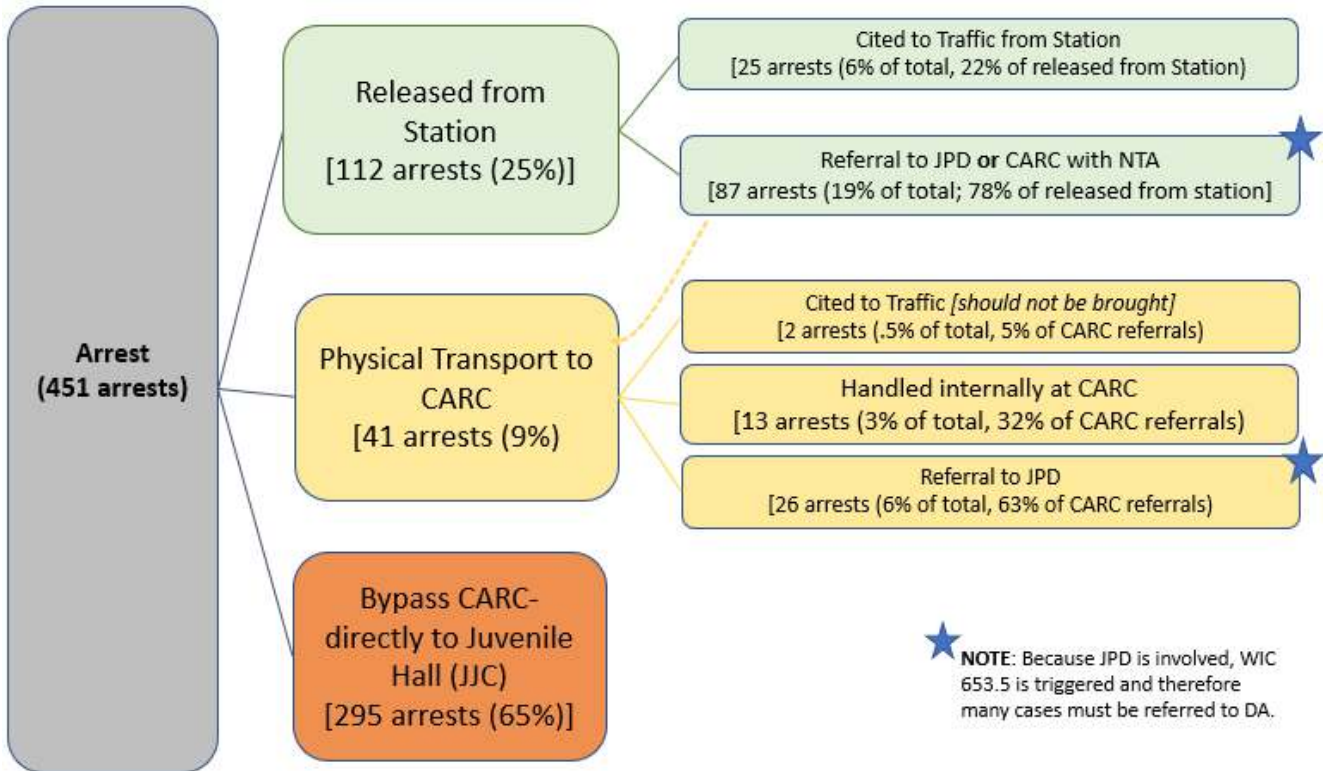 Arrest
(451 arrests)
Released from
Station
[112 arrests (25%)]
Cited to Traffic from Station
[25 arrests (6% of total, 22% of released from Station)
Referral to JPD or CARC with NTA
[87 arrests (19% of total; 78% of released from station]
Physical Transport to
CARC
[41 arrests (9%)
Cited to Traffic [should not be brought]
[2 arrests (.5% of total, 5% of CARC referrals)
Handled internally at CARC
[13 arrests (3% of total, 32% of CARC referrals)
Referral to JPD
[26 arrests (6% of total, 63% of CARC referrals)
Bypass CARC-
directly to Juvenile
Hall (JJC)
[295 arrests (65%)]
NOTE: Because JPD is involved, WIC
653.5 is triggered and therefore
many cases must be referred to DA.